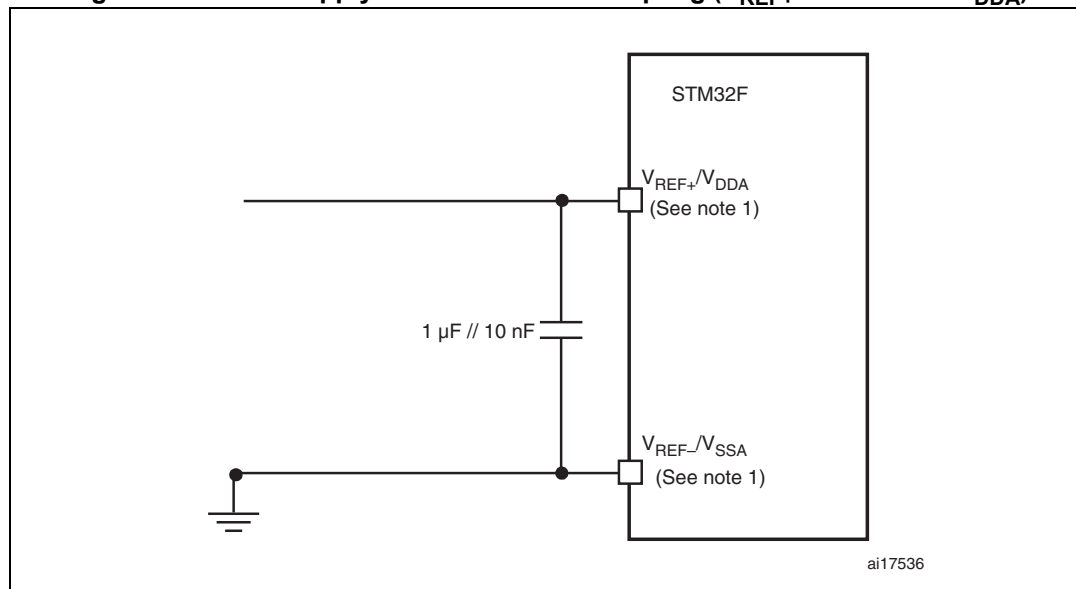 STM32F
VREF+/VDDA
(See note 1)
1 µF // 10 nF
VREF–/VSSA
(See note 1)
ai17536